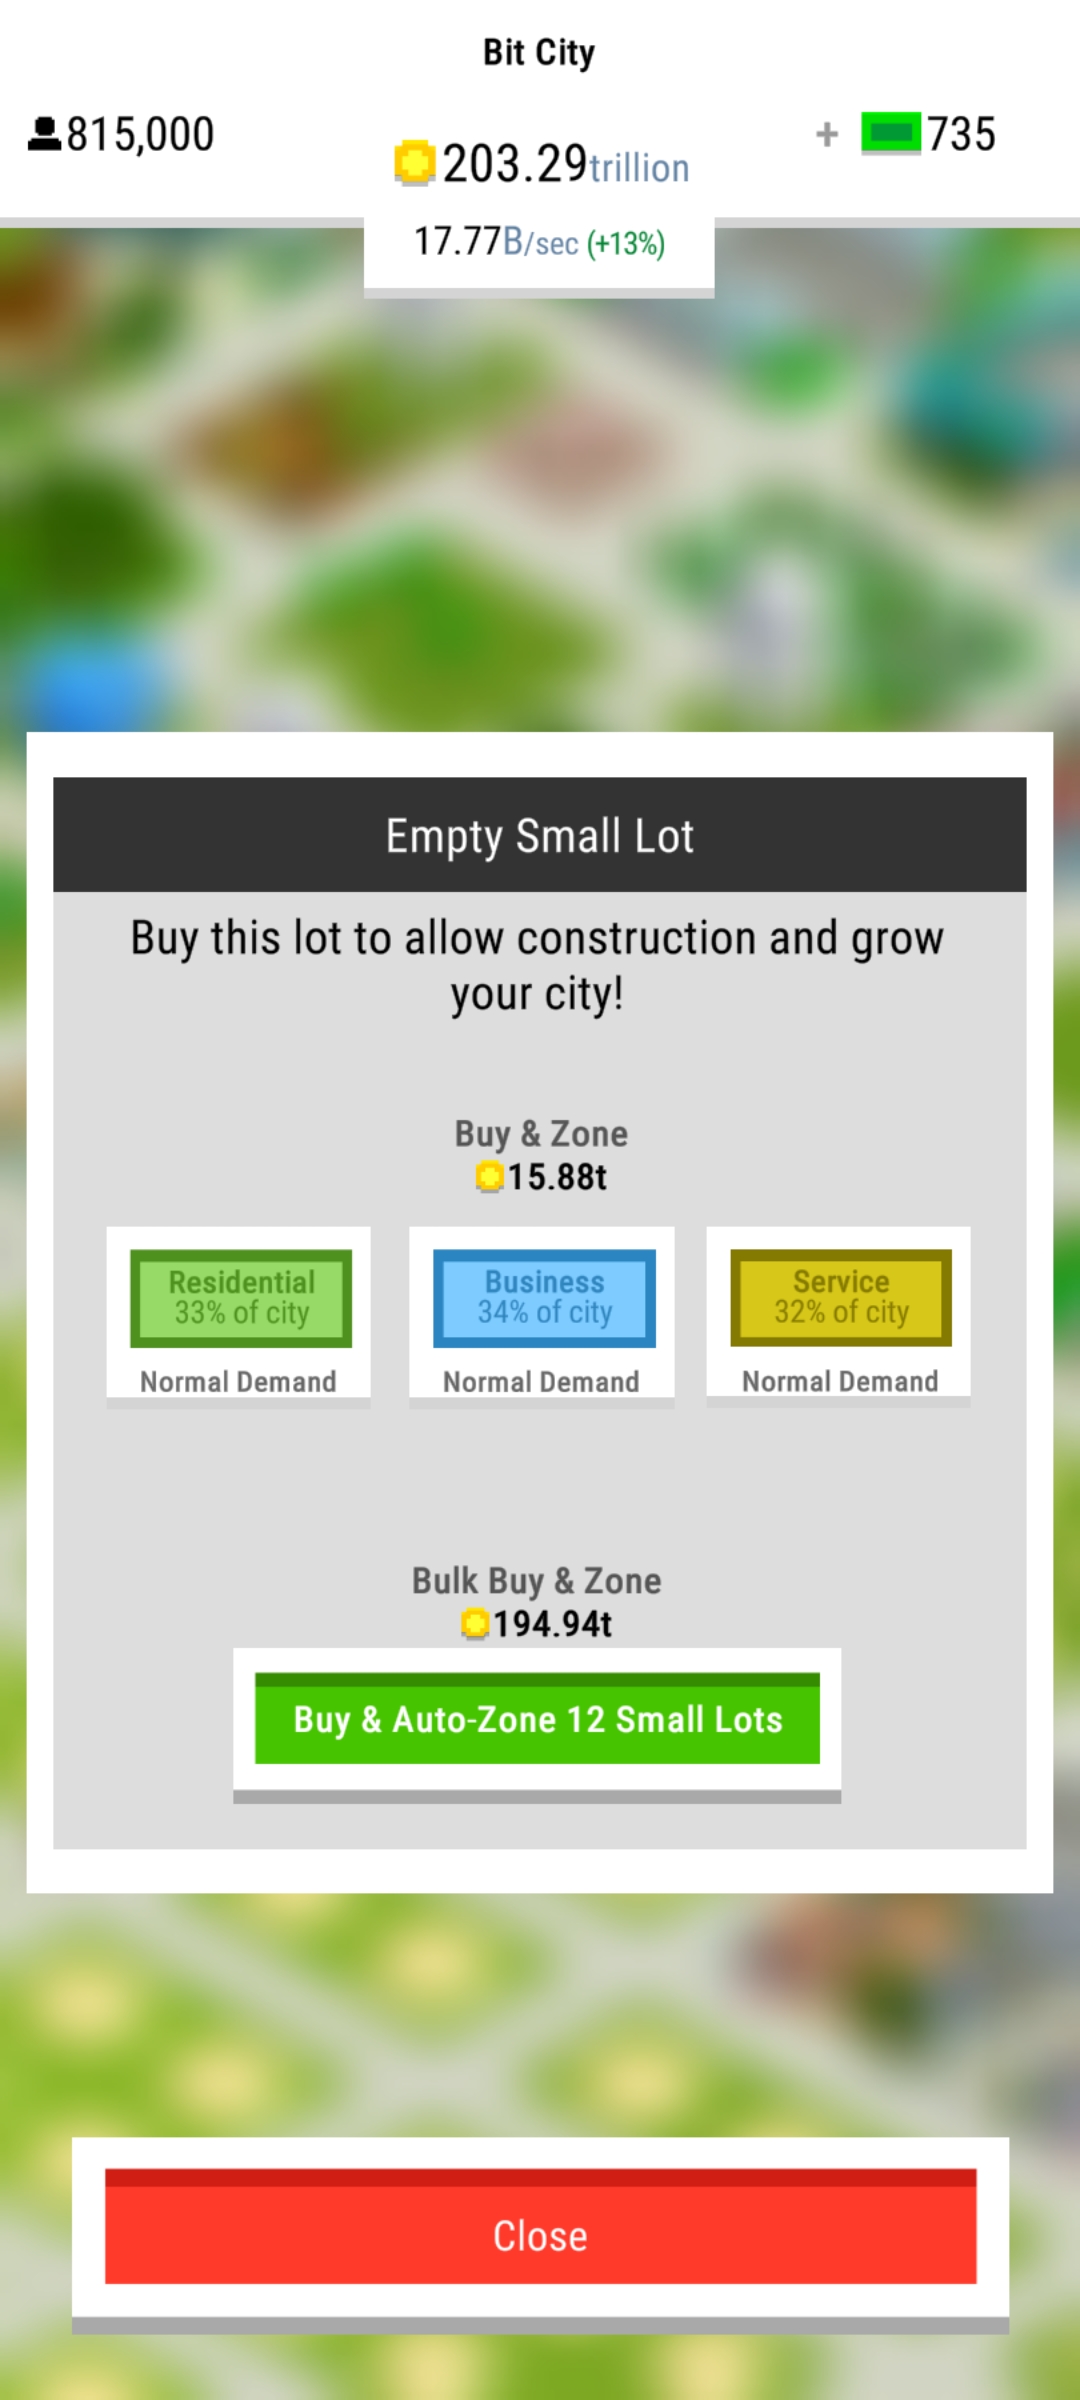 Bit City
815,000
203.29trillion
+ 735
17.77B/sec (+13%)
Empty Small Lot
Buy this lot to allow construction and grow
your city!
Buy & Zone
15.88t
Residential
33% of city
Normal Demand
Business
34% of city
Normal Demand
Service
32% of city
Normal Demand
Bulk Buy & Zone
194.94t
Buy & Auto-Zone 12 Small Lots
Close